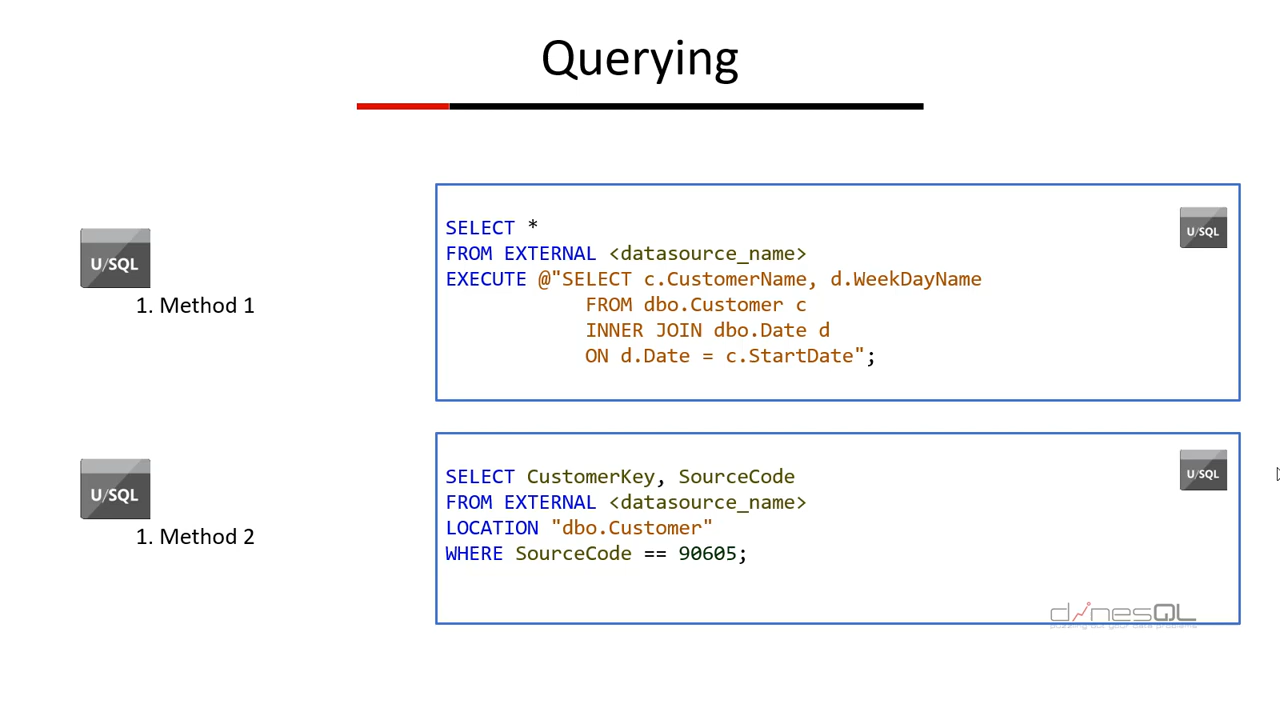 Querying
U/SQL
1. Method 1
U/SQL
SELECT *
FROM EXTERNAL <datasource_name>
EXECUTE @"SELECT c.CustomerName, d.WeekDayName
FROM dbo.Customer c
INNER JOIN dbo.Date d
ON d.Date = c.StartDate";
U/SQL
1. Method 2
U/SQL
SELECT CustomerKey, SourceCode
FROM EXTERNAL <datasource_name>
LOCATION "dbo.Customer"
WHERE SourceCode == 90605;